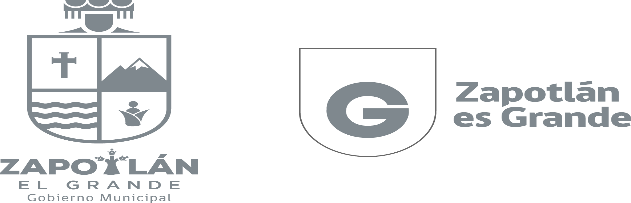 ZAPOTLÁN
EL GRANDE
Gobierno Municipal
G
Zapotlán
es Grande